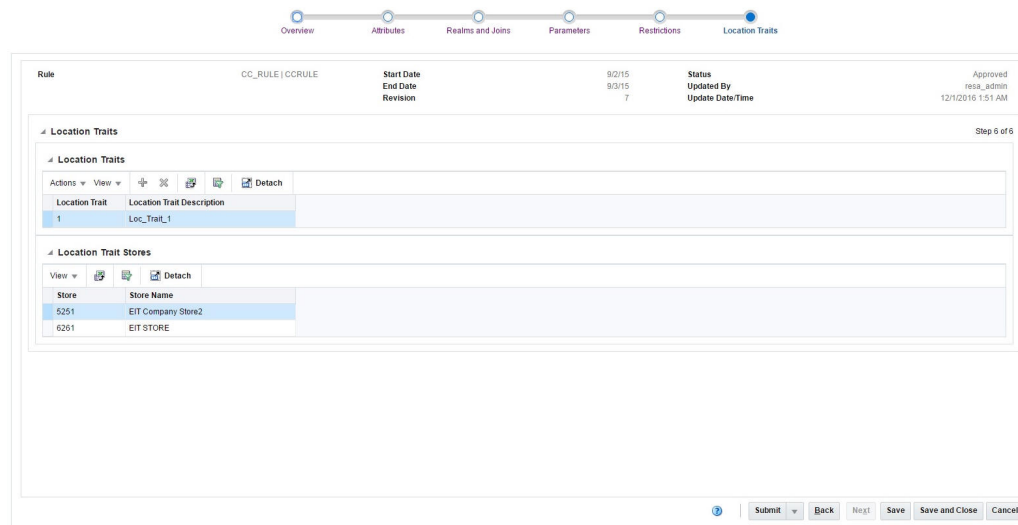 Overview Attributes Realms and Joins Parameters Restrictions Location Traits
Rule CC_RULE | CCRULE Start Date 9/2/15 Status Approved
End Date 9/3/15 Updated By resa_admin
Revision 7 Update Date/Time 12/1/2016 1:51 AM
Location Traits Step 6 of 6
Location Traits
Actions View Detach
Location Trait Location Trait Description
1 Loc_Trait_1
Location Trait Stores
View Detach
Store Store Name
5251 EIT Company Store2
6261 EIT STORE
Submit Back Next Save Save and Close Cancel